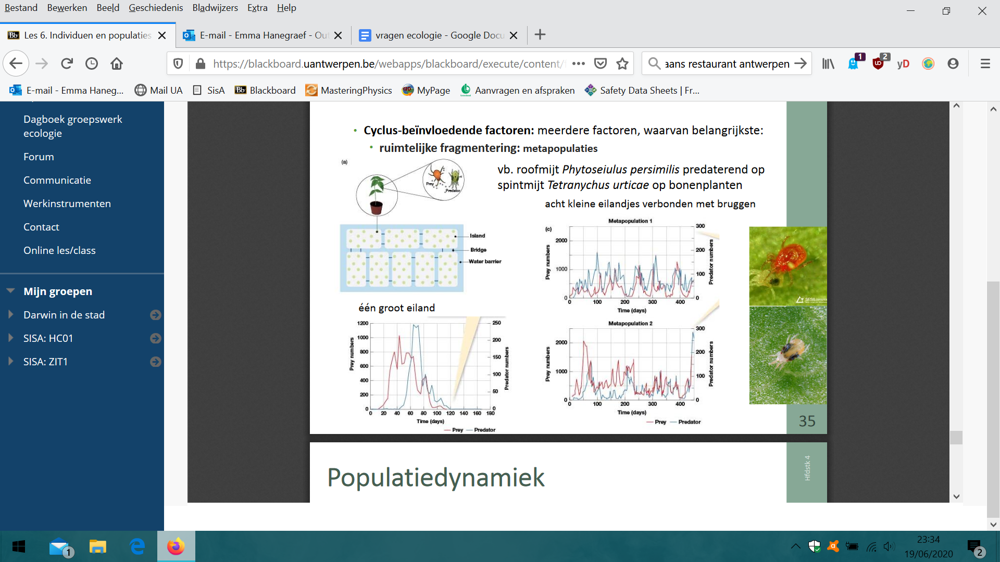 Bestand Bewerken Beeld Geschiedenis Bladwijzers Extra Help
Les 6. Individuen en populaties
E-mail - Emma Hanegraef - Out
vragen ecologie - Google Docu
https://blackboard.uantwerpen.be/webapps/blackboard/execute/content/
aans restaurant antwerpen
1
2
yD
E-mail - Emma Haneg...
Mail UA
SisA
Bb Blackboard
MasteringPhysics
MyPage
Aanvragen en afspraken
Safety Data Sheets | Fr...
Dagboek groepswerk
ecologie
Forum
Communicatie
Werkinstrumenten
Contact
Online les/class
Mijn groepen
Darwin in de stad
SISA: HC01
SISA: ZIT1
• Cyclus-beïnvloedende factoren: meerdere factoren, waarvan belangrijkste:
• ruimtelijke fragmentering: metapopulaties
(a)
Prey
Predator
vb. roofmijt Phytoseiulus persimilis predaterend op
spintmijt Tetranychus urticae op bonenplanten
acht kleine eilandjes verbonden met bruggen
Island
Bridge
Water barrier
één groot eiland
1200
1000
800
600
400
200
0
Prey numbers
250
200
150
100
50
0
Predator numbers
0 20 40 60 80 100 120 140 160 180
Time (days)
Prey Predator
Metapopulation 1
(c)
2000
1000
0
Prey numbers
300
200
100
0
Predator numbers
0 100 200 300 400
Time (days)
Metapopulation 2
2000
1000
0
Prey numbers
300
200
100
0
Predator numbers
0 100 200 300 400
Time (days)
Prey Predator
35
Populatiedynamiek
Hfdstk 4
1
23:34
19/06/2020
2